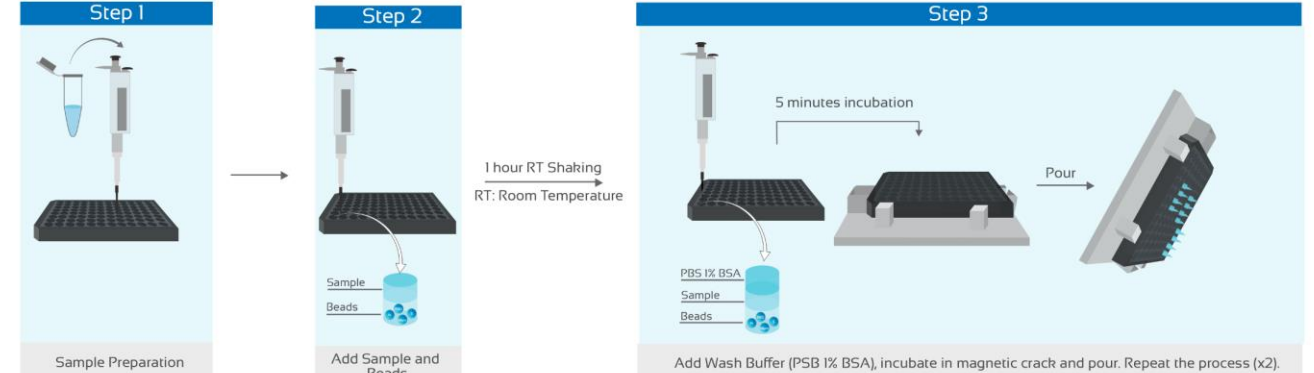 Step 1
Sample Preparation
Step 2
Sample
Beads
Add Sample and
Beads
1 hour RT Shaking
RT: Room Temperature
Step 3
5 minutes incubation
Pour
PBS 1% BSA
Sample
Beads
Add Wash Buffer (PSB 1% BSA), incubate in magnetic crack and pour. Repeat the process (x2).